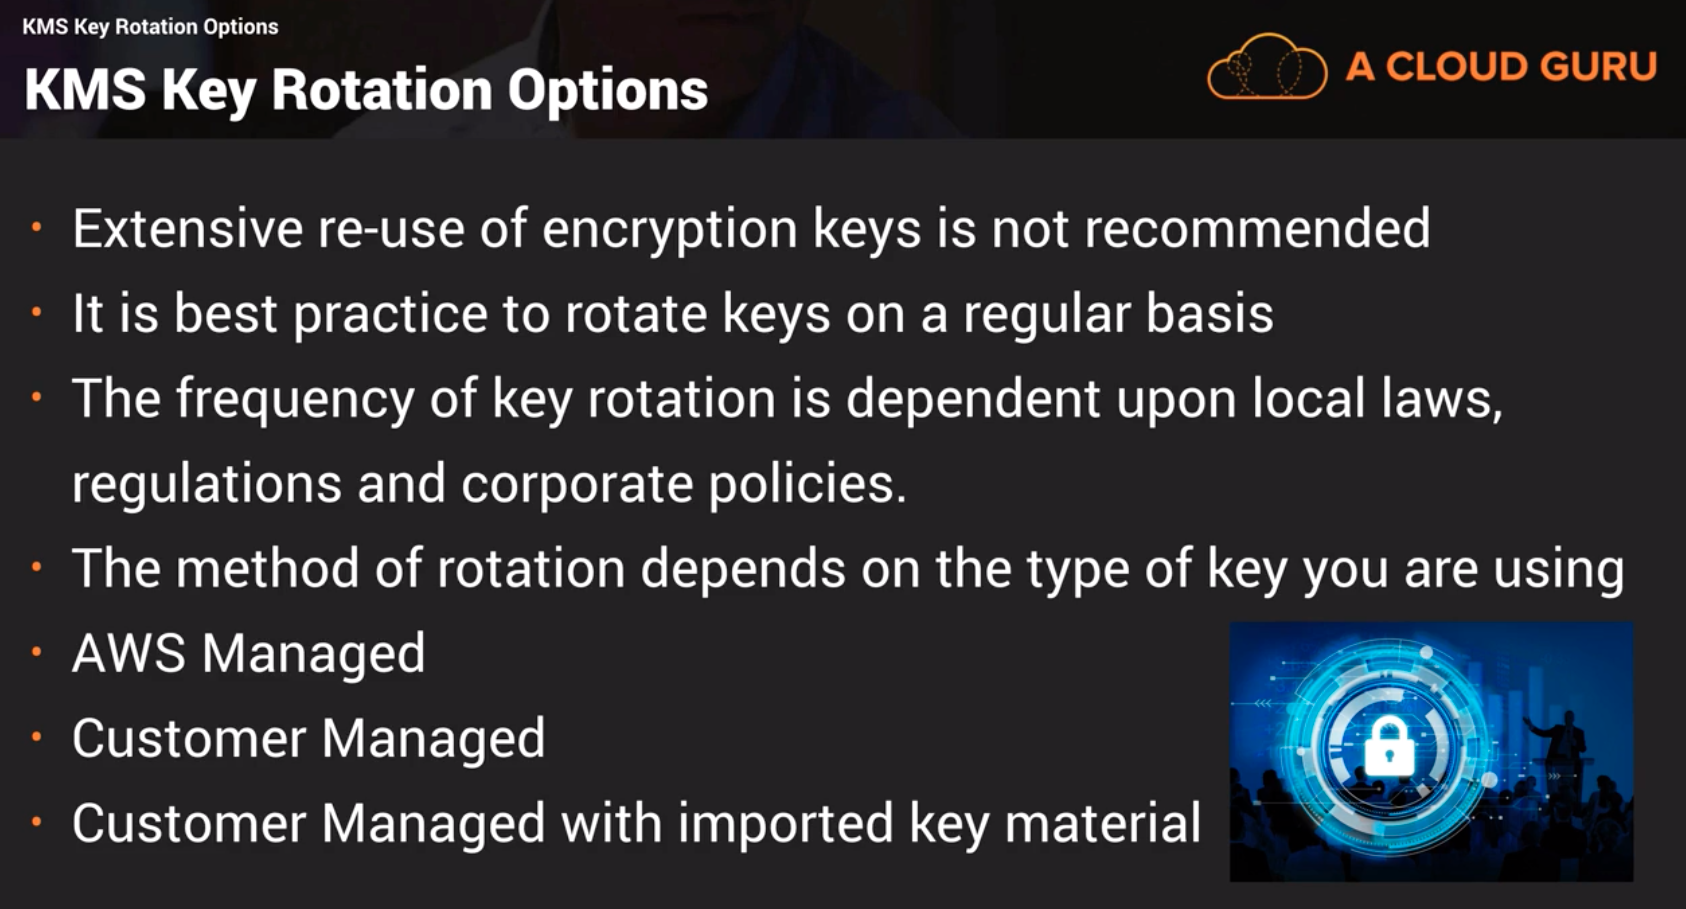 KMS Key Rotation Options
KMS Key Rotation Options
A CLOUD GURU
• Extensive re-use of encryption keys is not recommended
• It is best practice to rotate keys on a regular basis
• The frequency of key rotation is dependent upon local laws,
regulations and corporate policies.
• The method of rotation depends on the type of key you are using
• AWS Managed
• Customer Managed
• Customer Managed with imported key material